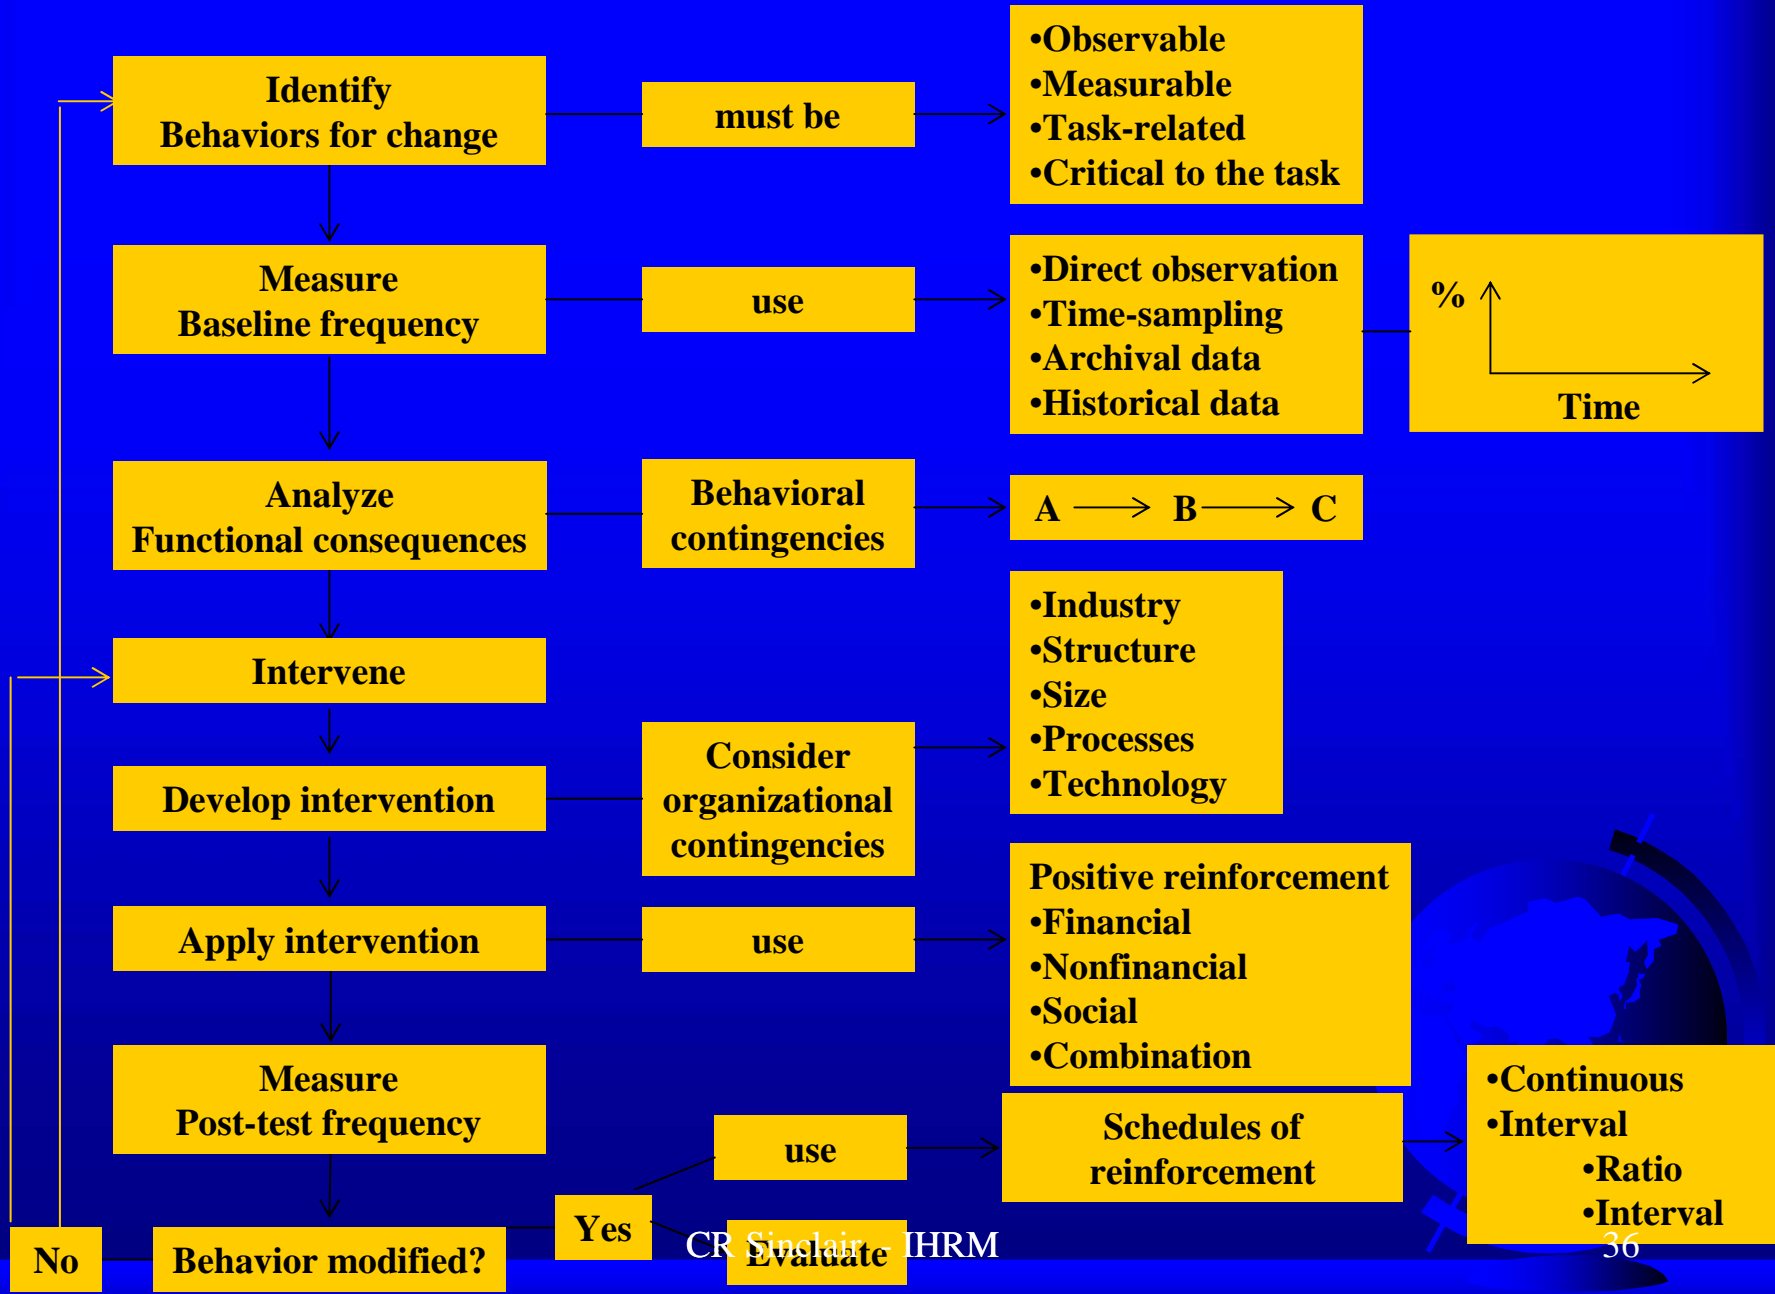 Identify
Behaviors for change
must be
•Observable
•Measurable
•Task-related
•Critical to the task
Measure
Baseline frequency
use
•Direct observation
•Time-sampling
•Archival data
•Historical data
%
Time
Analyze
Functional consequences
Behavioral
contingencies
A B C
Intervene
Develop intervention
Consider
organizational
contingencies
•Industry
•Structure
•Size
•Processes
•Technology
Apply intervention
use
Positive reinforcement
•Financial
•Nonfinancial
•Social
•Combination
Measure
Post-test frequency
use
Schedules of
reinforcement
•Continuous
•Interval
•Ratio
•Interval
No
Behavior modified?
Yes
Evaluate
CR Sinclair - IHRM
36